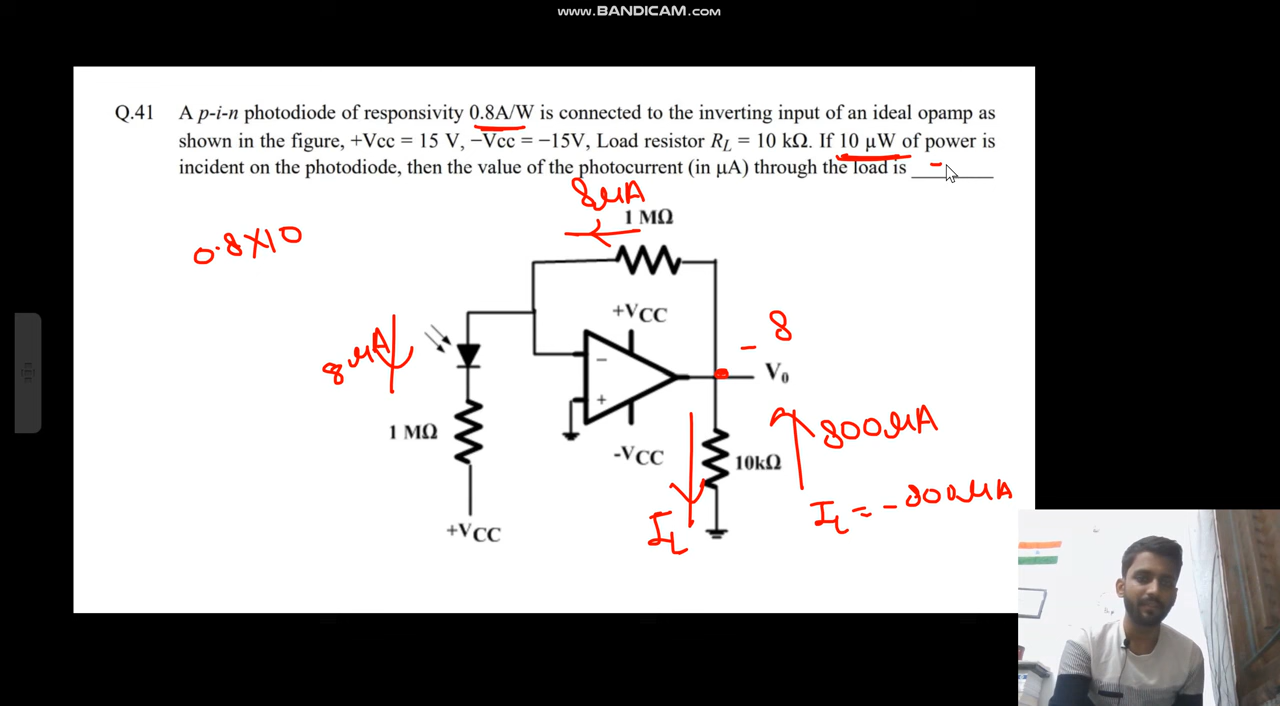 www.BANDICAM.com
Q.41 A p-i-n photodiode of responsivity 0.8A/W is connected to the inverting input of an ideal opamp as
shown in the figure, +Vcc = 15 V, −Vcc = −15V, Load resistor RL = 10 kΩ. If 10 μW of power is
incident on the photodiode, then the value of the photocurrent (in μA) through the load is ________
-
8μA
1 MΩ
0.8×10
+VCC
- 8
8μA
−
V0
+
1 MΩ
-VCC
10kΩ
800μA
IL = - 800μA
IL
+VCC